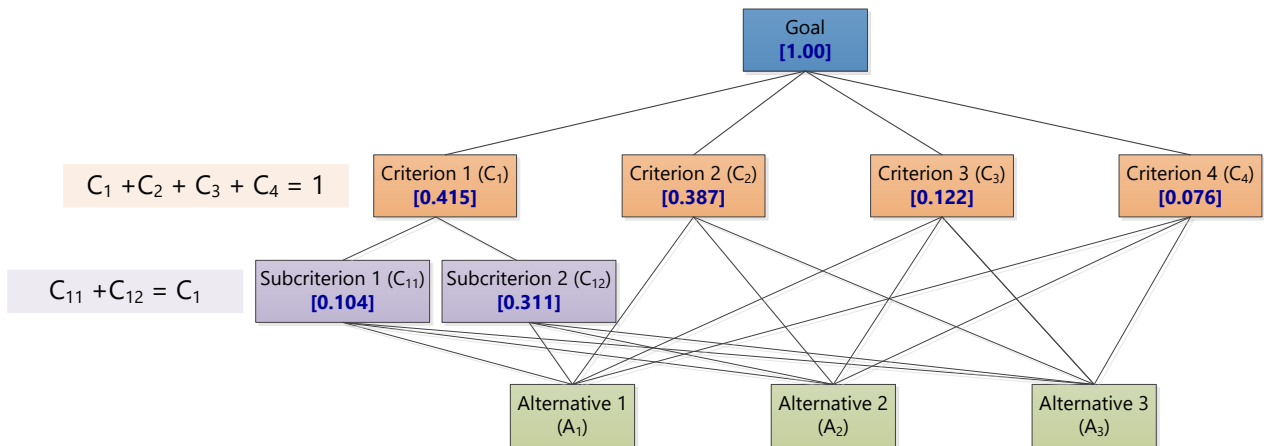 Goal
[1.00]
C₁ +C₂ + C₃ + C₄ = 1
Criterion 1 (C₁)
[0.415]
Criterion 2 (C₂)
[0.387]
Criterion 3 (C₃)
[0.122]
Criterion 4 (C₄)
[0.076]
C₁₁ +C₁₂ = C₁
Subcriterion 1 (C₁₁)
[0.104]
Subcriterion 2 (C₁₂)
[0.311]
Alternative 1
(A₁)
Alternative 2
(A₂)
Alternative 3
(A₃)